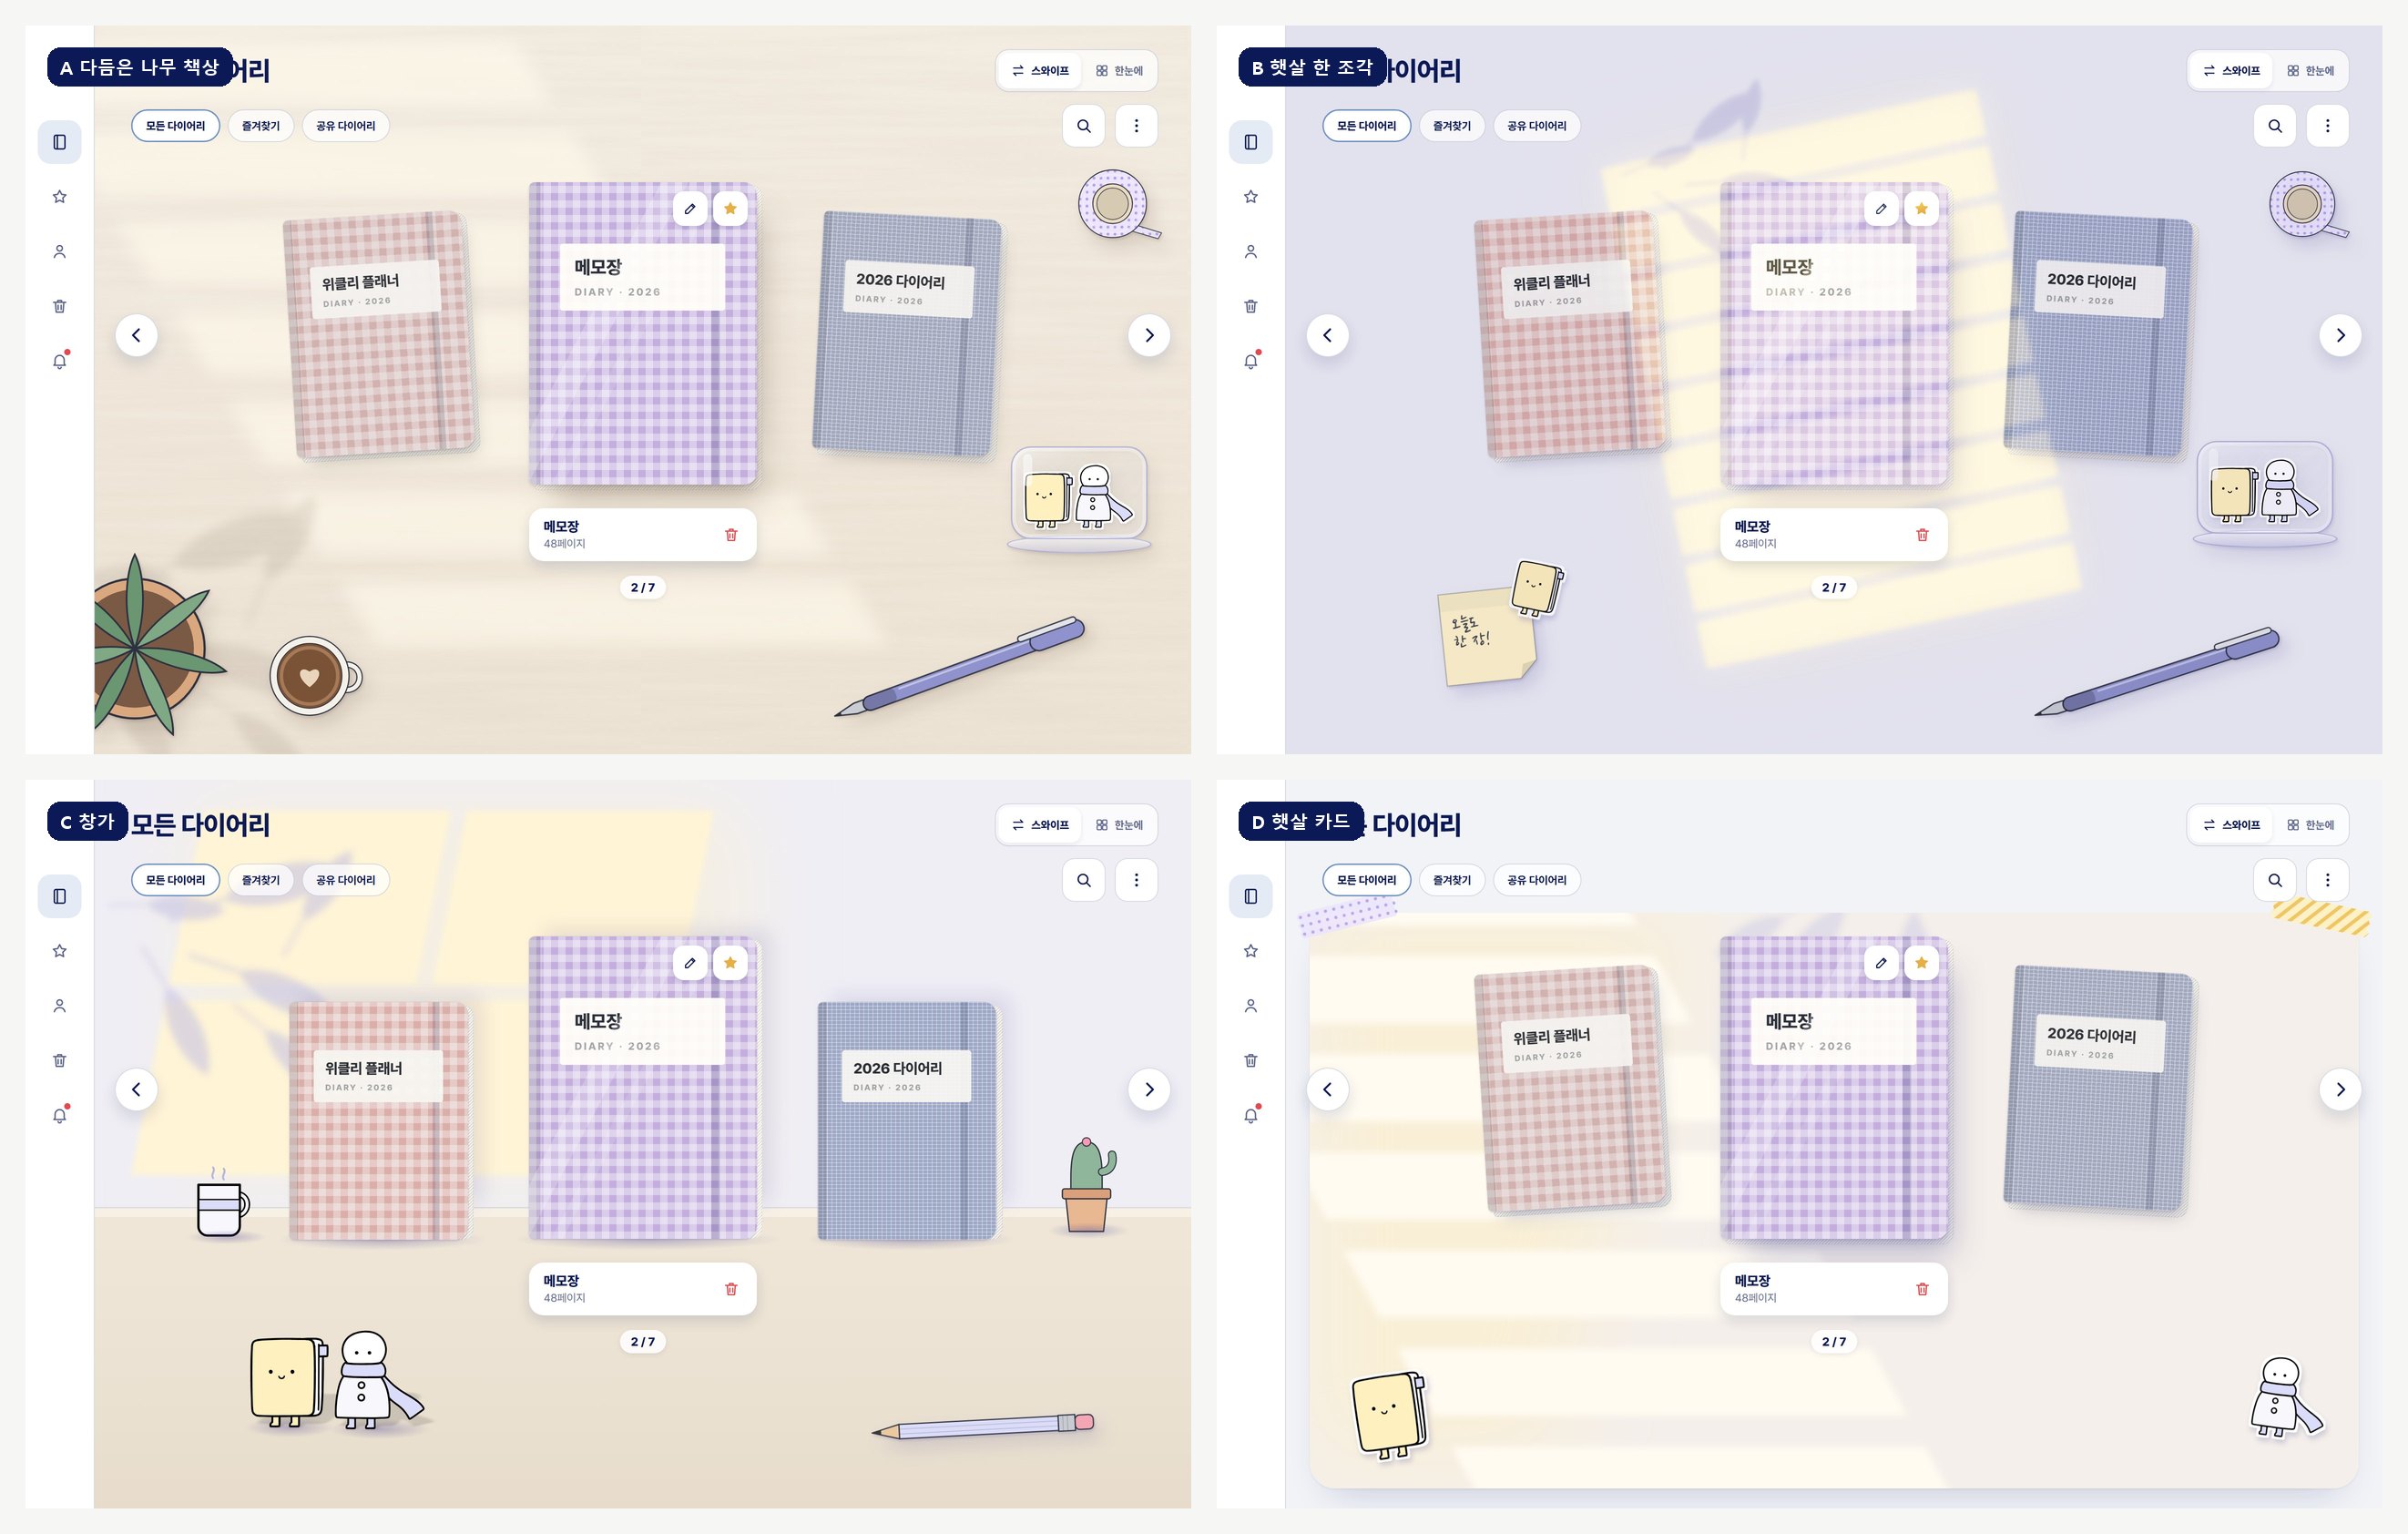 A 다듬은 나무 책상
어리
스와이프
한눈에
모든 다이어리
즐겨찾기
공유 다이어리
위클리 플래너
DIARY · 2026
메모장
DIARY · 2026
2026 다이어리
DIARY · 2026
메모장
48페이지
2 / 7
B 햇살 한 조각
다이어리
스와이프
한눈에
모든 다이어리
즐겨찾기
공유 다이어리
위클리 플래너
DIARY · 2026
메모장
DIARY · 2026
2026 다이어리
DIARY · 2026
메모장
48페이지
2 / 7
오늘도
한 장!
C 창가
모든 다이어리
스와이프
한눈에
모든 다이어리
즐겨찾기
공유 다이어리
위클리 플래너
DIARY · 2026
메모장
DIARY · 2026
2026 다이어리
DIARY · 2026
메모장
48페이지
2 / 7
D 햇살 카드
다이어리
스와이프
한눈에
모든 다이어리
즐겨찾기
공유 다이어리
위클리 플래너
DIARY · 2026
메모장
DIARY · 2026
2026 다이어리
DIARY · 2026
메모장
48페이지
2 / 7